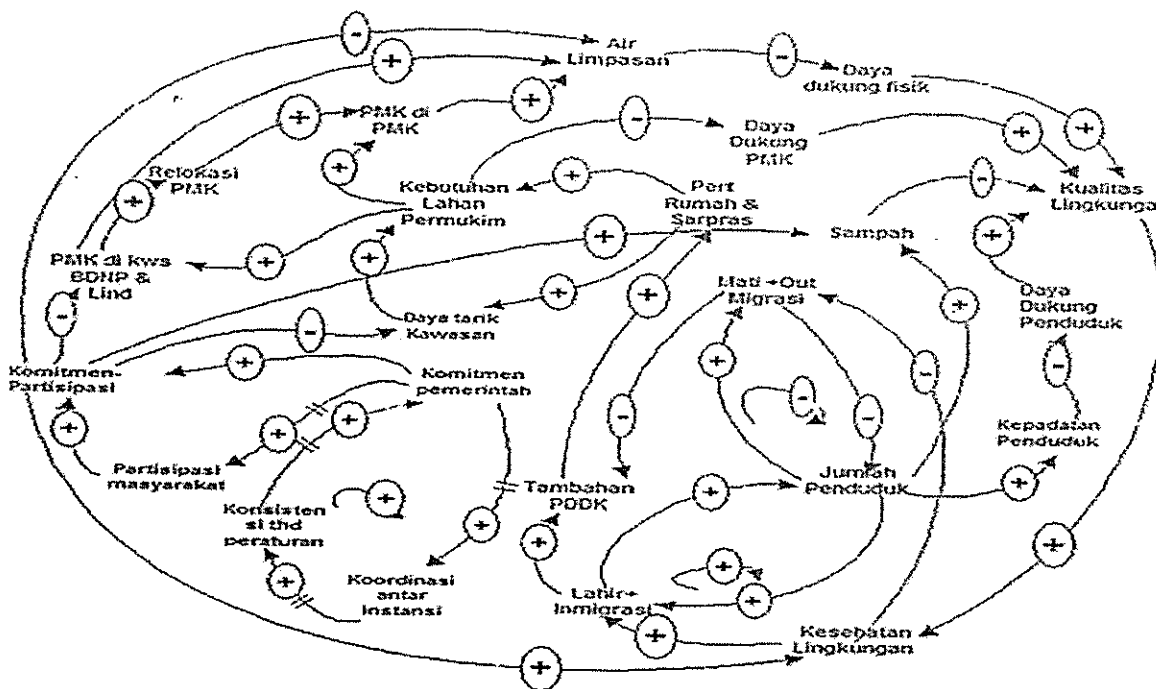 Air
Limpasan
Daya
dukung fisik
PMK di
PMK
Daya
Dukung
PMK
Relokasi
PMK
Kebutuhan
Lahan
Permukim
Pert
Rumah &
Sarpras
Kualitas
Lingkunga
Sampah
PMK di kws
BDNP &
Lind
Mati+Out
Migrasi
Daya
Dukung
Penduduk
Daya tarik
Kawasan
Komitmen-
Partisipasi
Komitmen
pemerintah
Kepadatan
Penduduk
Partisipasi
masyarakat
Jumlah
Penduduk
Tambahan
PDDK
Konsisten
si thd
peraturan
Koordinasi
antar
instansi
Lahir+
Inmigrasi
Kesehatan
Lingkungan